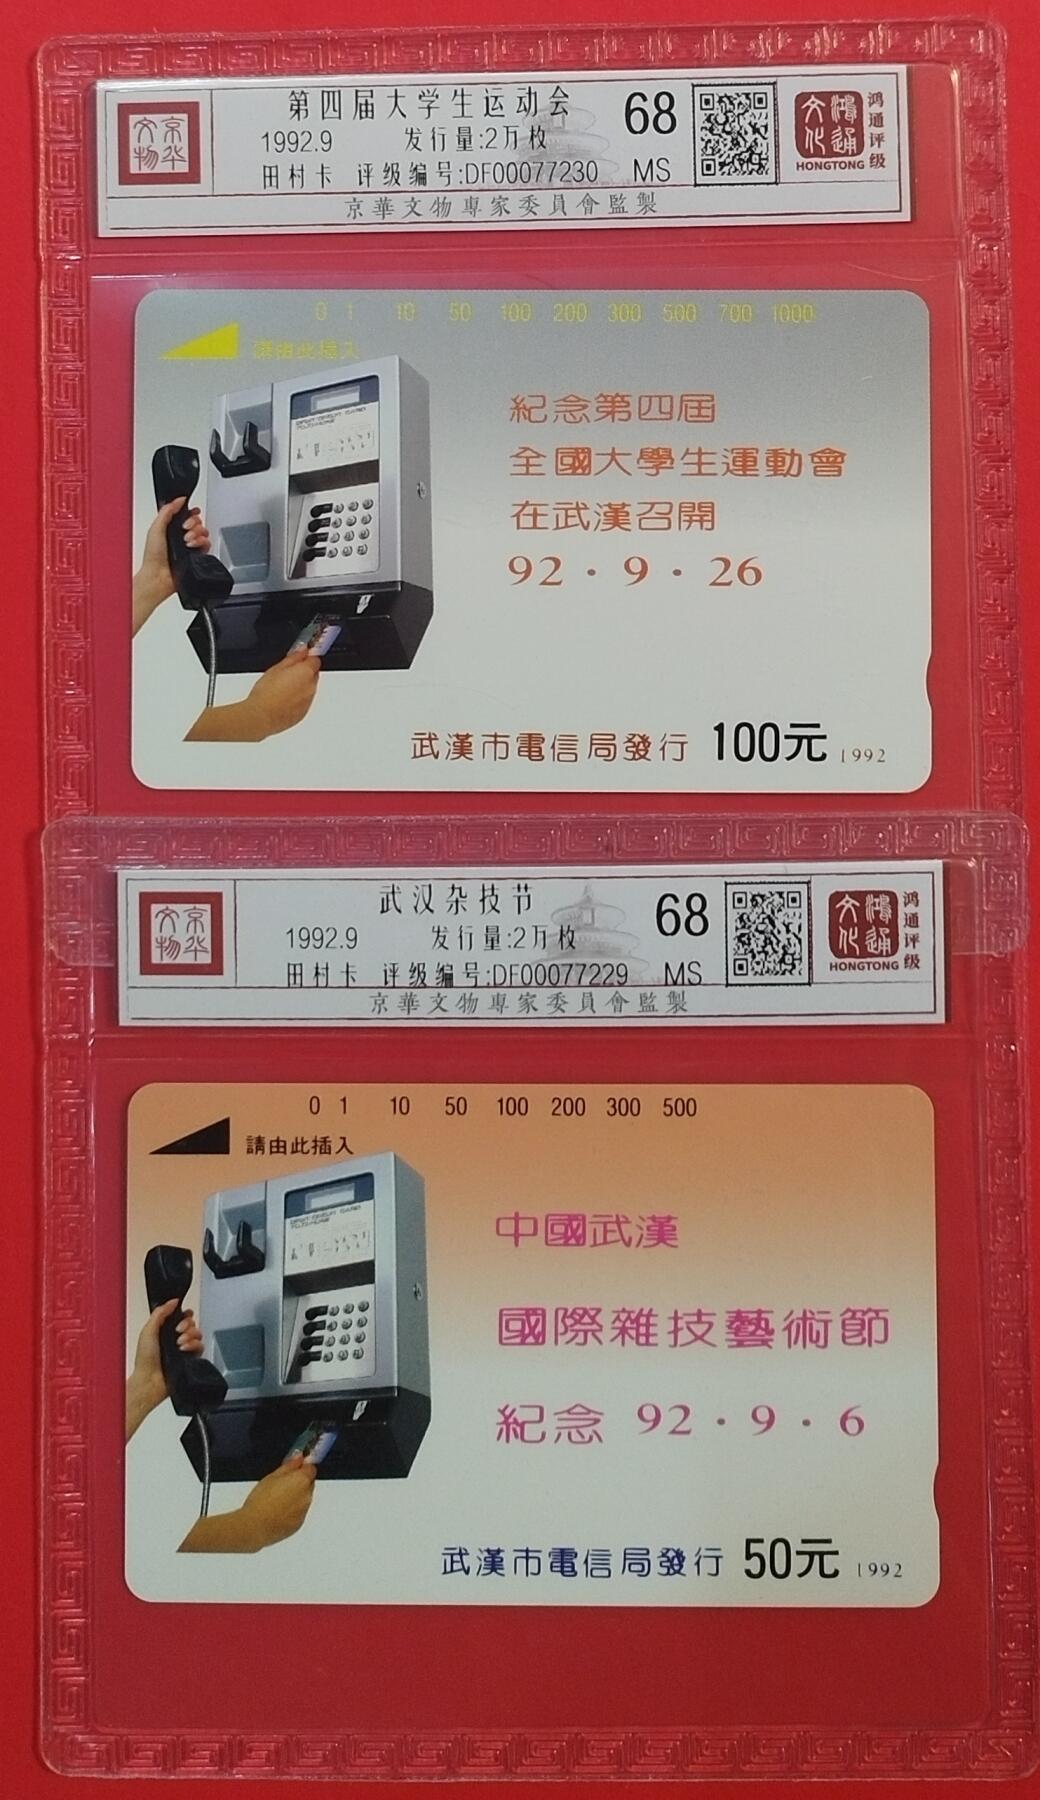 第四届大学生运动会
68
1992.9 发行量:2万枚
田村卡 评级编号:DF00077230 MS
京華文物專家委員會監製
京华文物
鸿通文化
HONGTONG
鸿通评级
0 1 10 50 100 200 300 500 700 1000
請由此插入
紀念第四屆
全國大學生運動會
在武漢召開
92·9·26
武漢市電信局發行 100元 1992
武汉杂技节
68
1992.9 发行量:2万枚
田村卡 评级编号:DF00077229 MS
京華文物專家委員會監製
京华文物
鸿通文化
HONGTONG
鸿通评级
0 1 10 50 100 200 300 500
請由此插入
中國武漢
國際雜技藝術節
紀念 92·9·6
武漢市電信局發行 50元 1992